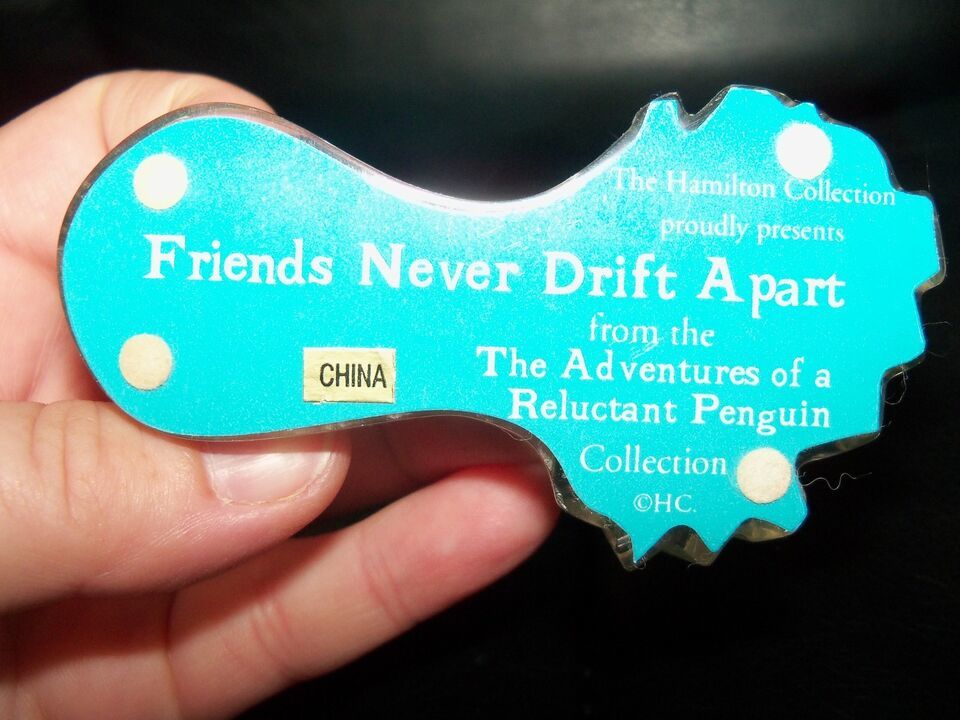 The Hamilton Collection
proudly presents
Friends Never Drift Apart
from the
The Adventures of a
Reluctant Penguin
Collection
©HC.
CHINA